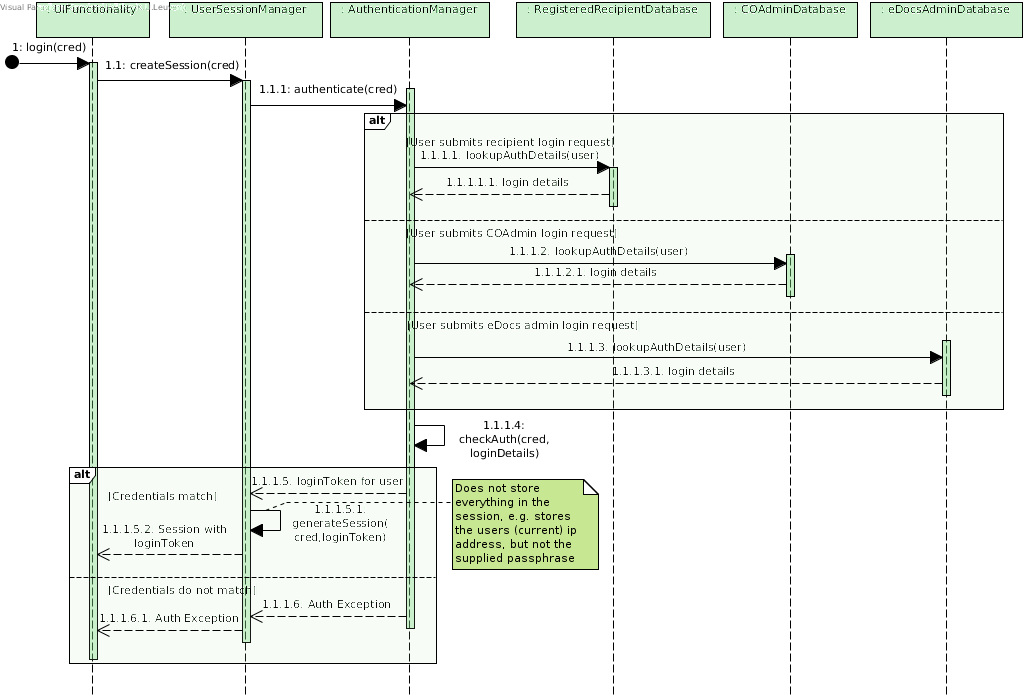 : UIFunctionality
: UserSessionManager
: AuthenticationManager
: RegisteredRecipientDatabase
: COAdminDatabase
: eDocsAdminDatabase
1: login(cred)
1.1: createSession(cred)
1.1.1: authenticate(cred)
alt
[User submits recipient login request]
1.1.1.1. lookupAuthDetails(user)
1.1.1.1.1. login details
[User submits COAdmin login request]
1.1.1.2. lookupAuthDetails(user)
1.1.1.2.1. login details
[User submits eDocs admin login request]
1.1.1.3. lookupAuthDetails(user)
1.1.1.3.1. login details
1.1.1.4:
checkAuth(cred,
loginDetails)
alt
1.1.1.5. loginToken for user
[Credentials match]
1.1.1.5.1.
generateSession(
cred,loginToken)
1.1.1.5.2. Session with
loginToken
Does not store
everything in the
session, e.g. stores
the users (current) ip
address, but not the
supplied passphrase
[Credentials do not match]
1.1.1.6. Auth Exception
1.1.1.6.1. Auth Exception